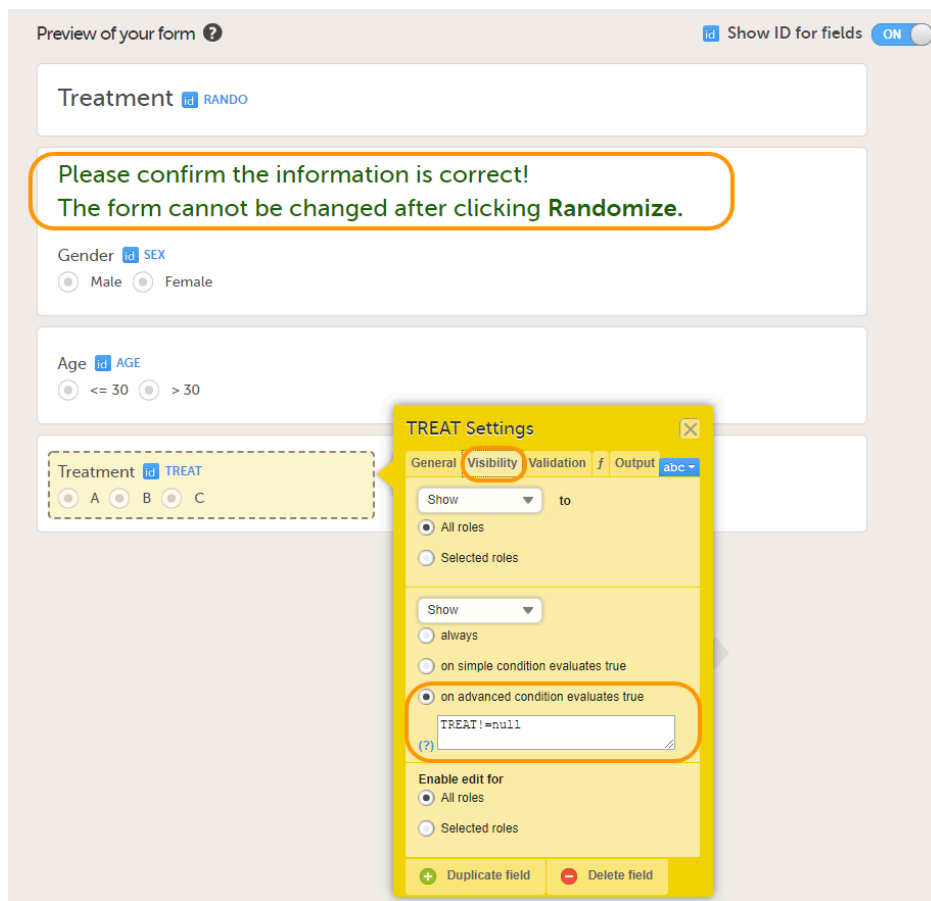 Preview of your form ?
id Show ID for fields ON
Treatment id RANDO
Please confirm the information is correct!
The form cannot be changed after clicking Randomize.
Gender id SEX
Male Female
Age id AGE
<= 30 > 30
Treatment id TREAT
A B C
TREAT Settings
General Visibility Validation f Output abc
Show to
All roles
Selected roles
Show
always
on simple condition evaluates true
on advanced condition evaluates true
TREAT!=null
(?)
Enable edit for
All roles
Selected roles
Duplicate field Delete field